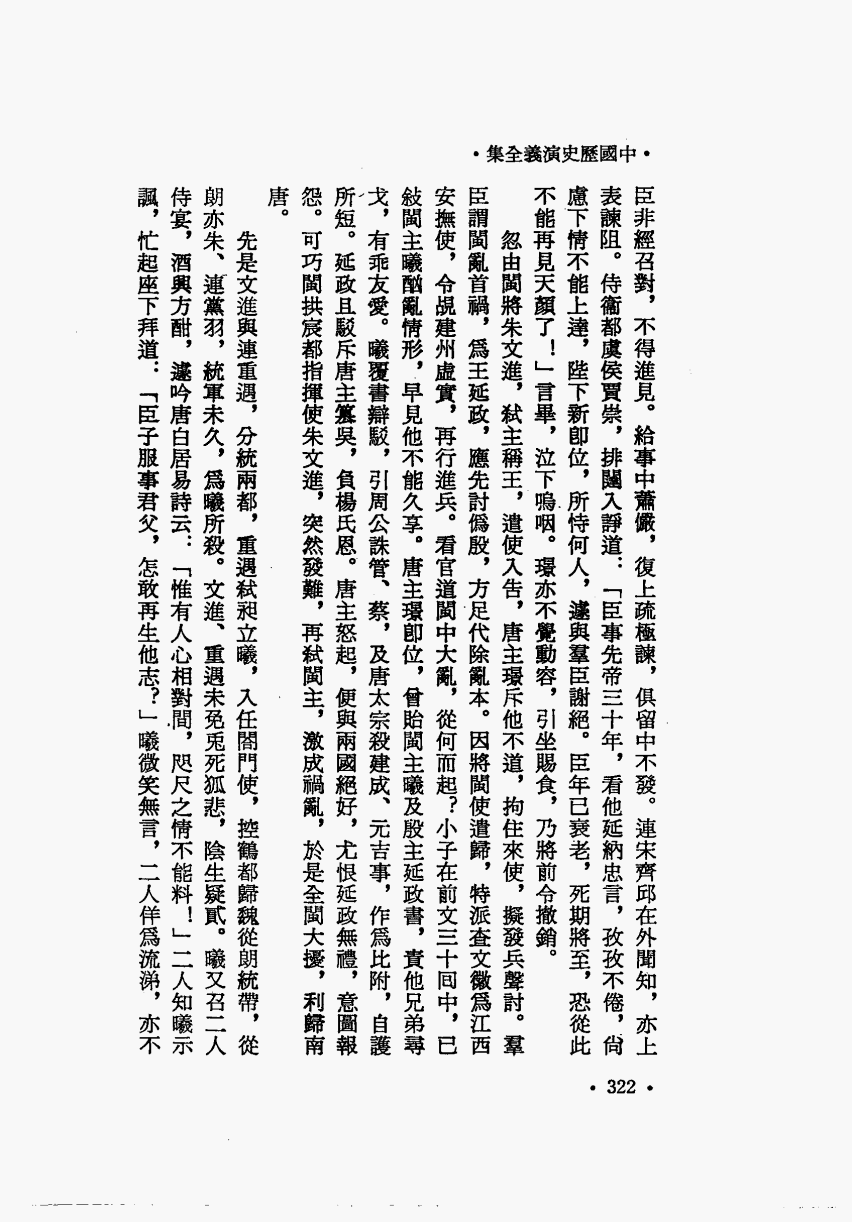 •中國歷史演義全集•
臣非經召對，不得進見。給事中蕭儼，復上疏極諫，俱留中不發。連宋齊邱在外聞知，亦上
表諫阻。侍衞都虞侯賈崇，排闥入諍道：「臣事先帝三十年，看他延納忠言，孜孜不倦，尙
慮下情不能上達，陛下新卽位，所恃何人，遽與羣臣謝絕。臣年已衰老，死期將至，恐從此
不能再見天顏了！」言畢，泣下嗚咽。璟亦不覺動容，引坐賜食，乃將前令撤銷。
忽由閩將朱文進，弒主稱王，遣使入告，唐主璟斥他不道，拘住來使，擬發兵聲討。羣
臣謂閩亂首禍，爲王延政，應先討僞殷，方足代除亂本。因將閩使遣歸，特派查文徽爲江西
安撫使，令覘建州虛實，再行進兵。看官道閩中大亂，從何而起？小子在前文三十回中，已
敍閩主曦酗亂情形，早見他不能久享。唐主璟卽位，曾貽閩主曦及殷主延政書，責他兄弟尋
戈，有乖友愛。曦覆書辯駁，引周公誅管、蔡，及唐太宗殺建成、元吉事，作爲比附，自護
所短。延政且駁斥唐主簒吳，負楊氏恩。唐主怒起，便與兩國絕好，尤恨延政無禮，意圖報
怨。可巧閩拱宸都指揮使朱文進，突然發難，再弒閩主，激成禍亂，於是全閩大擾，利歸南
唐。
先是文進與連重遇，分統兩都，重遇弒昶立曦，入任閤門使，控鶴都歸魏從朗統帶，從
朗亦朱、連黨羽，統軍未久，爲曦所殺。文進、重遇未免兎死狐悲，陰生疑貳。曦又召二人
侍宴，酒興方酣，遽吟唐白居易詩云：「惟有人心相對間，咫尺之情不能料！」二人知曦示
諷，忙起座下拜道：「臣子服事君父，怎敢再生他志？」曦微笑無言，二人佯爲流涕，亦不
• 322 •